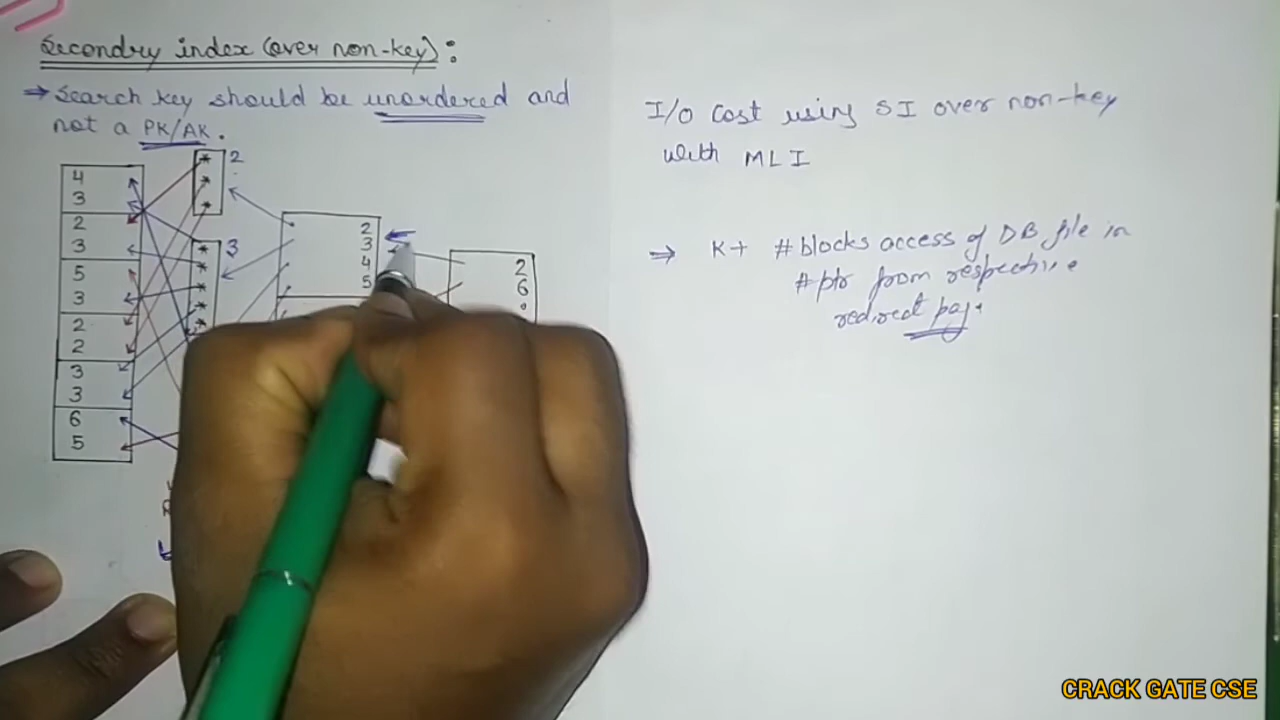 Secondry index (over non-key):
→ Search key should be unordered and
not a PK/AK.
4
3
2
3
5
3
2
2
3
3
6
5
2
3
2
3
4
5
2
6
I/O Cost using SI over non-key
with MLI
⇒ K+ #blocks access of DB file in
#ptr from respective
redirect page
CRACK GATE CSE